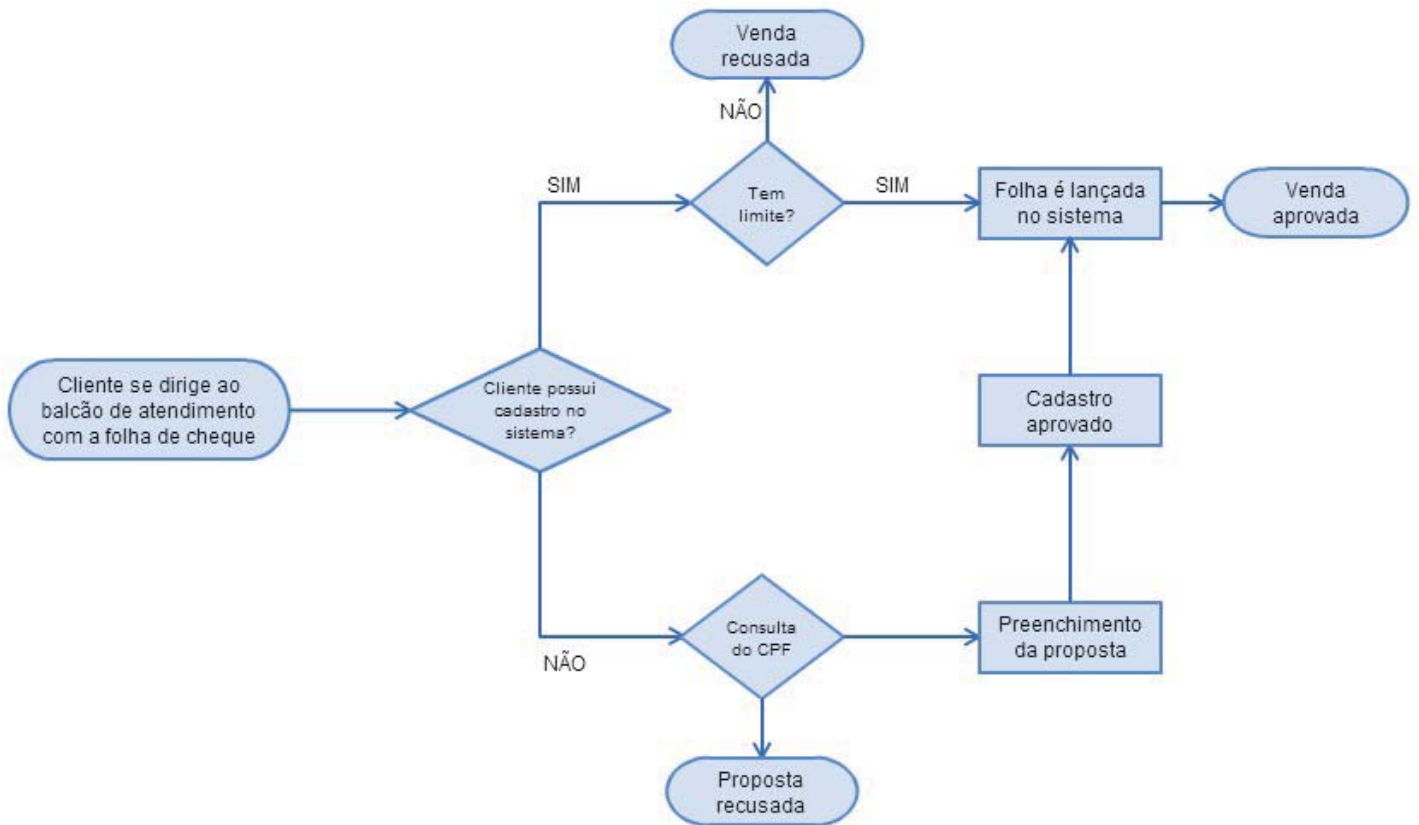 Venda
recusada
NÃO
SIM
Tem
limite?
SIM
Folha é lançada
no sistema
Venda
aprovada
Cliente se dirige ao
balcão de atendimento
com a folha de cheque
Cliente possui
cadastro no
sistema?
Cadastro
aprovado
NÃO
Consulta
do CPF
Preenchimento
da proposta
Proposta
recusada